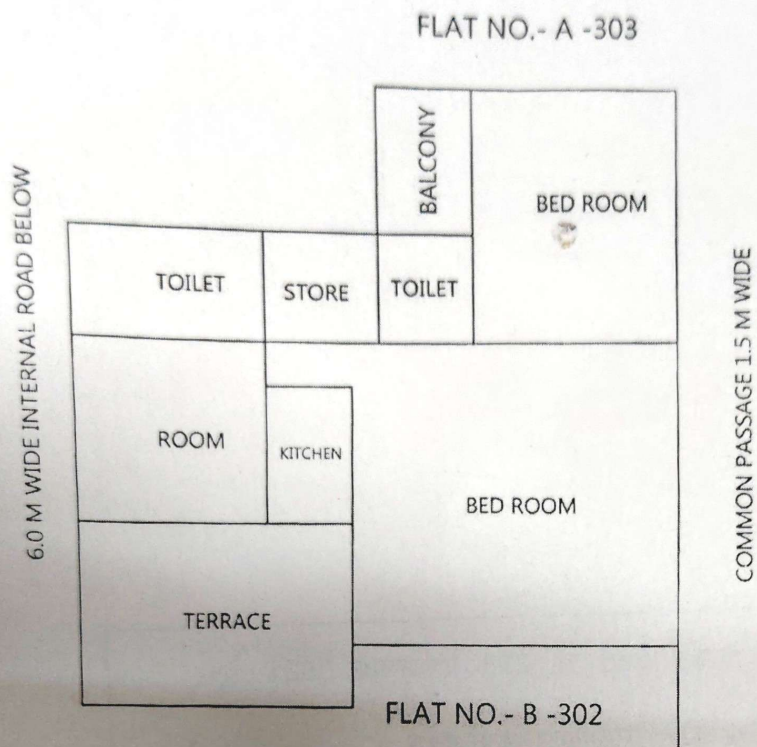 FLAT NO.- A -303
BALCONY
BED ROOM
6.0 M WIDE INTERNAL ROAD BELOW
TOILET
STORE
TOILET
COMMON PASSAGE 1.5 M WIDE
ROOM
KITCHEN
BED ROOM
TERRACE
FLAT NO.- B -302